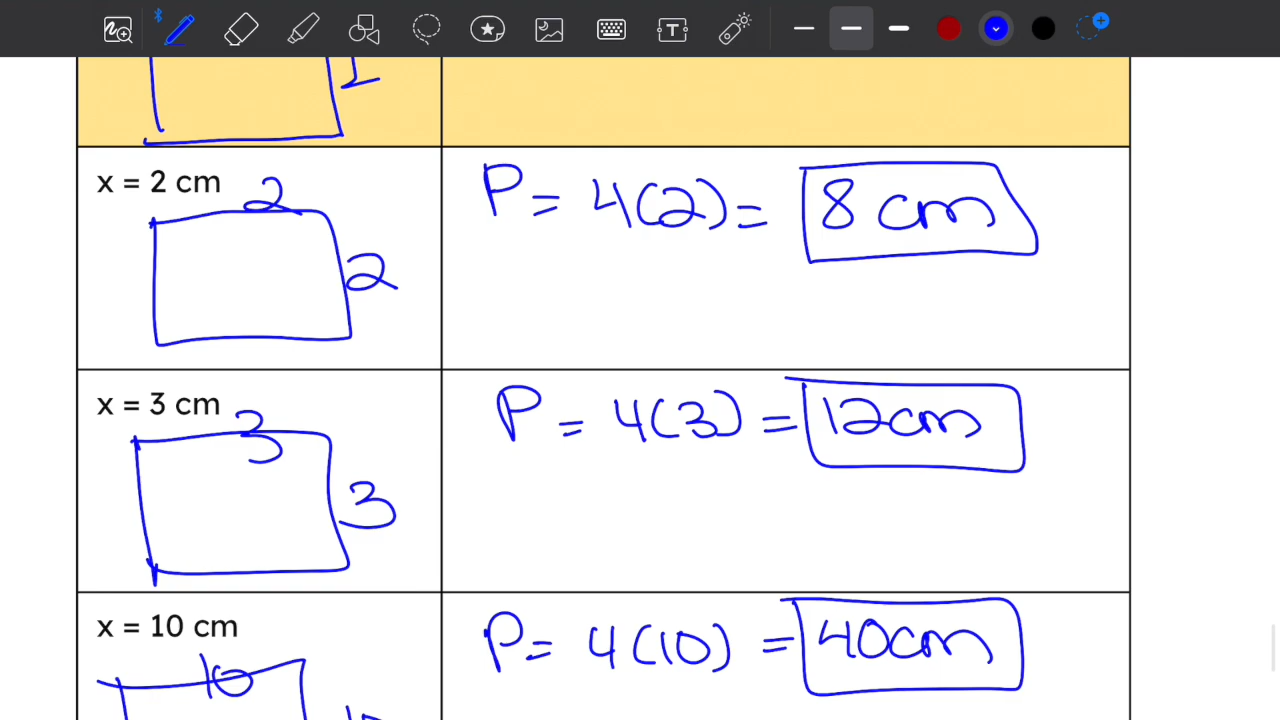 1
x = 2 cm
2
2
P = 4(2) = 8 cm
x = 3 cm
3
3
P = 4(3) = 12cm
x = 10 cm
10
P = 4(10) = 40cm